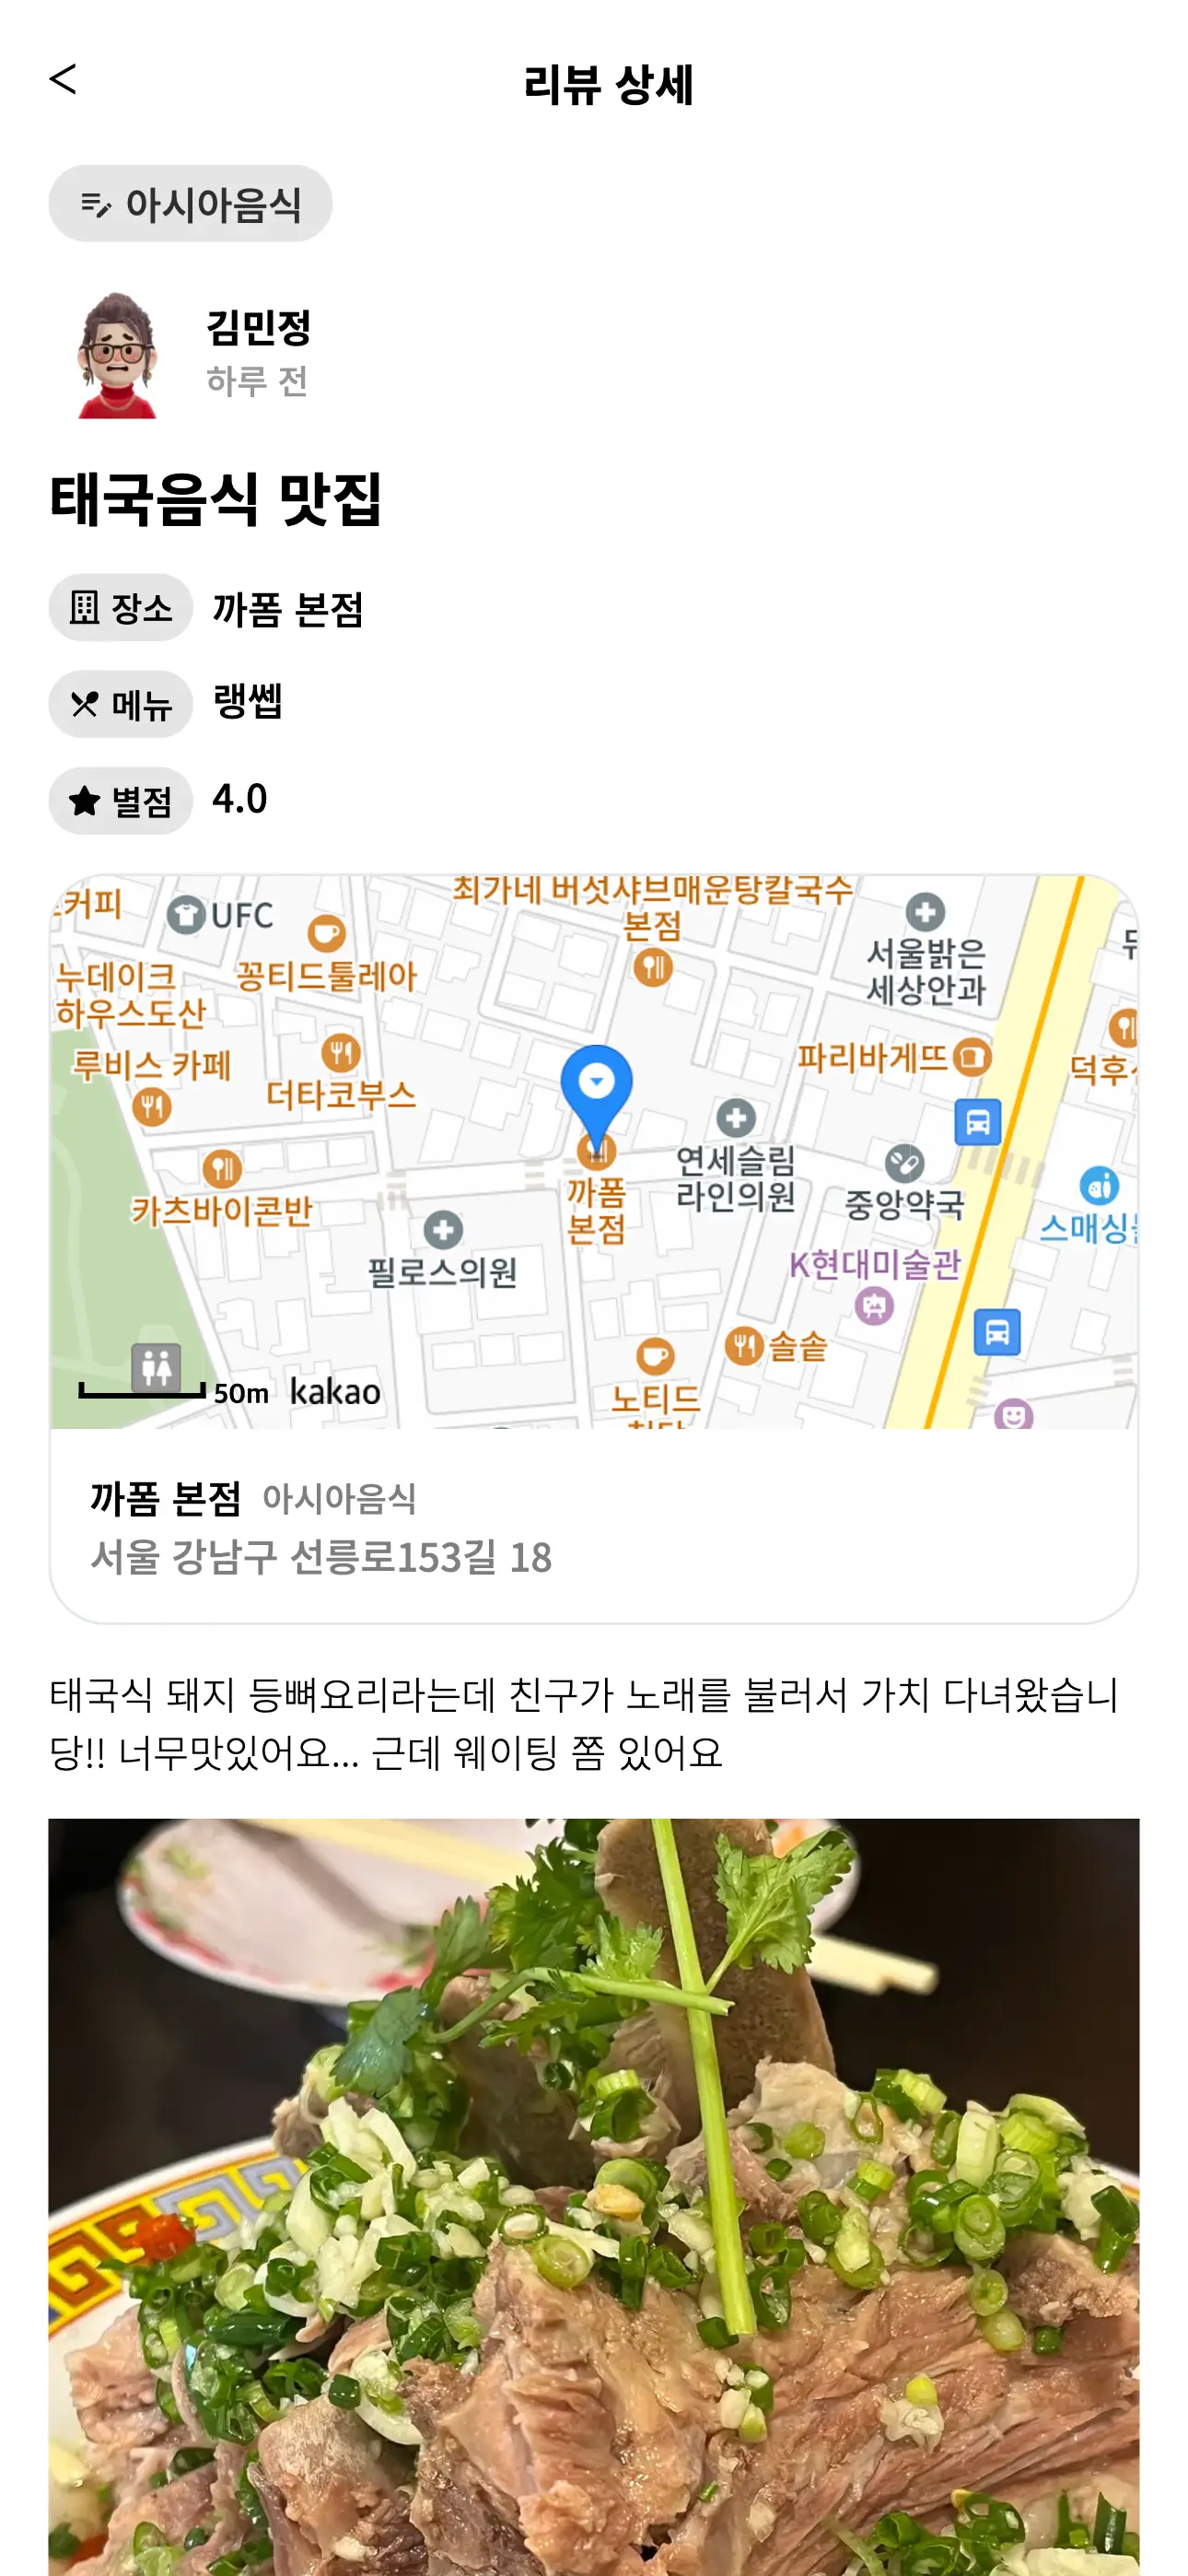 리뷰 상세
아시아음식
김민정
하루 전
태국음식 맛집
장소 까폼 본점
메뉴 랭쎕
별점 4.0
커피
UFC
최가네 버섯샤브매운탕칼국수
본점
서울밝은
세상안과
누데이크
하우스도산
꽁티드툴레아
루비스 카페
더타코부스
파리바게뜨
카츠바이콘반
까폼
본점
연세슬림
라인의원
중앙약국
스매싱
필로스의원
K현대미술관
솔솥
노티드
50m kakao
까폼 본점 아시아음식
서울 강남구 선릉로153길 18
태국식 돼지 등뼈요리라는데 친구가 노래를 불러서 가치 다녀왔습니
당!! 너무맛있어요... 근데 웨이팅 쫌 있어요